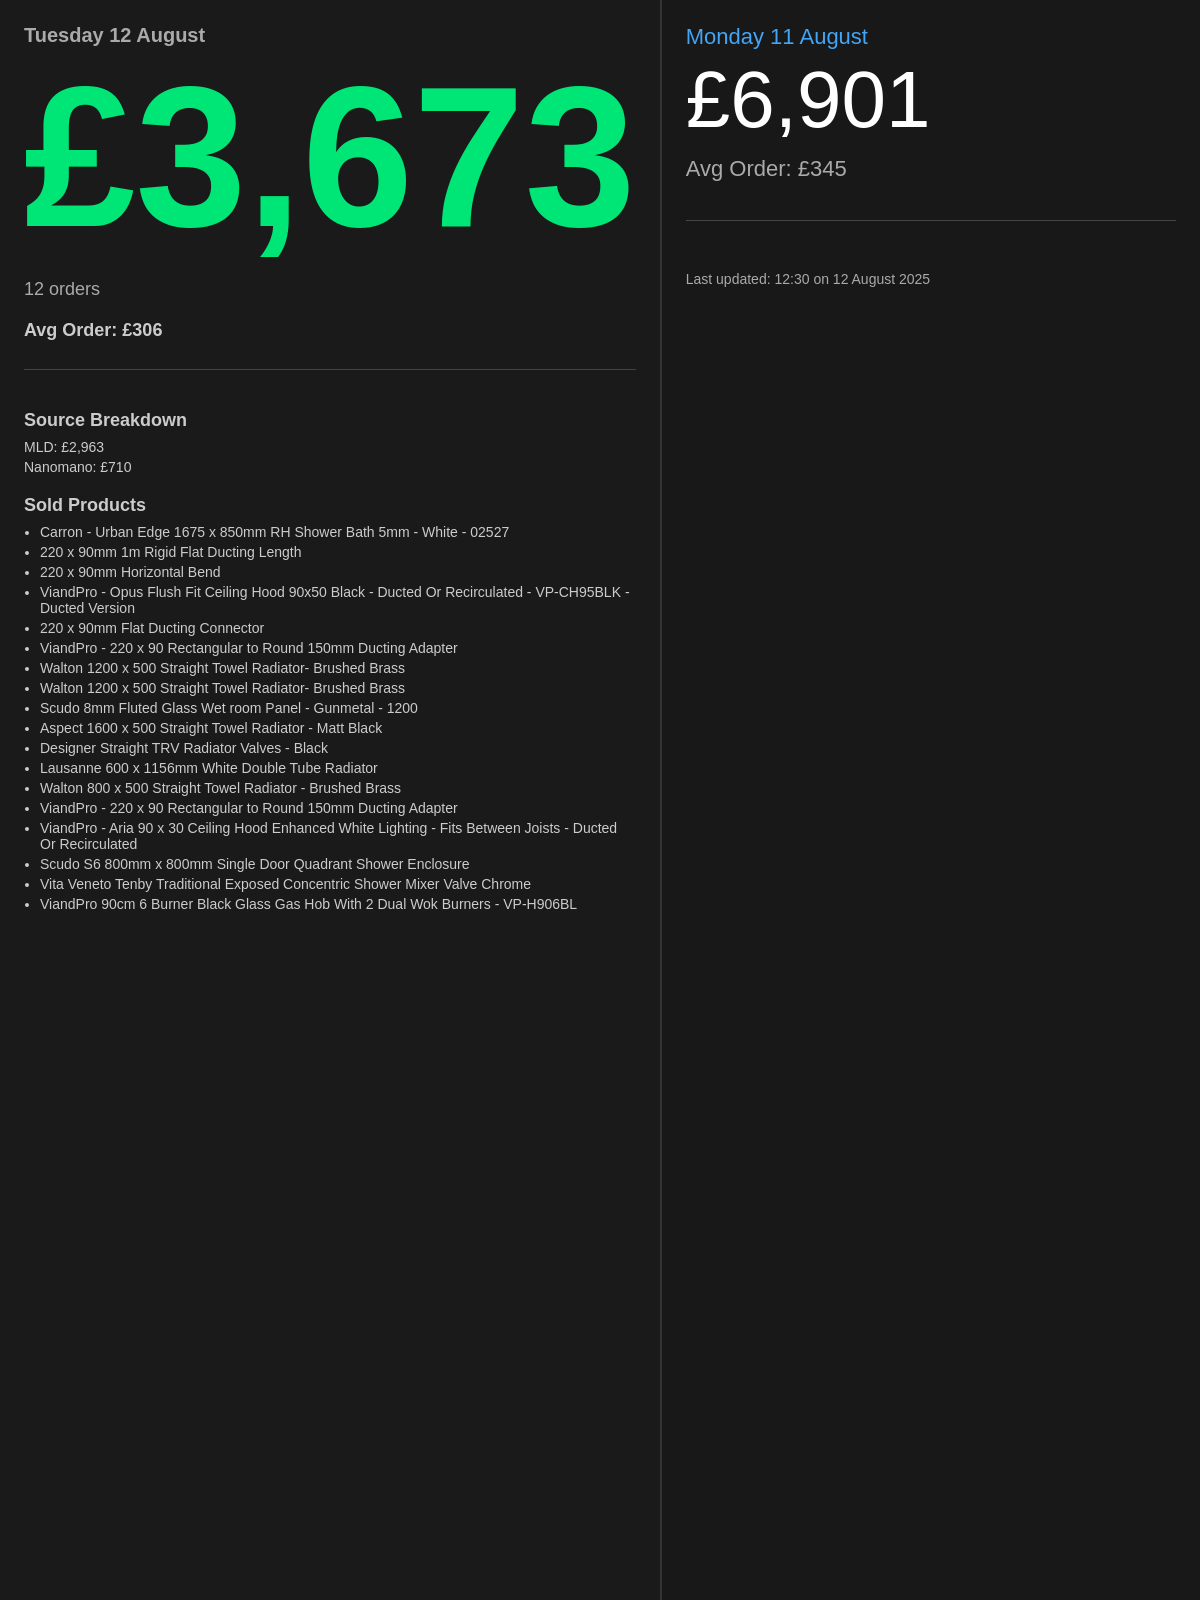 Tuesday 12 August
£3,673
12 orders
Avg Order: £306
Source Breakdown
MLD: £2,963
Nanomano: £710
Sold Products
• Carron - Urban Edge 1675 x 850mm RH Shower Bath 5mm - White - 02527
• 220 x 90mm 1m Rigid Flat Ducting Length
• 220 x 90mm Horizontal Bend
• ViandPro - Opus Flush Fit Ceiling Hood 90x50 Black - Ducted Or Recirculated - VP-CH95BLK -
Ducted Version
• 220 x 90mm Flat Ducting Connector
• ViandPro - 220 x 90 Rectangular to Round 150mm Ducting Adapter
• Walton 1200 x 500 Straight Towel Radiator- Brushed Brass
• Walton 1200 x 500 Straight Towel Radiator- Brushed Brass
• Scudo 8mm Fluted Glass Wet room Panel - Gunmetal - 1200
• Aspect 1600 x 500 Straight Towel Radiator - Matt Black
• Designer Straight TRV Radiator Valves - Black
• Lausanne 600 x 1156mm White Double Tube Radiator
• Walton 800 x 500 Straight Towel Radiator - Brushed Brass
• ViandPro - 220 x 90 Rectangular to Round 150mm Ducting Adapter
• ViandPro - Aria 90 x 30 Ceiling Hood Enhanced White Lighting - Fits Between Joists - Ducted
Or Recirculated
• Scudo S6 800mm x 800mm Single Door Quadrant Shower Enclosure
• Vita Veneto Tenby Traditional Exposed Concentric Shower Mixer Valve Chrome
• ViandPro 90cm 6 Burner Black Glass Gas Hob With 2 Dual Wok Burners - VP-H906BL
Monday 11 August
£6,901
Avg Order: £345
Last updated: 12:30 on 12 August 2025